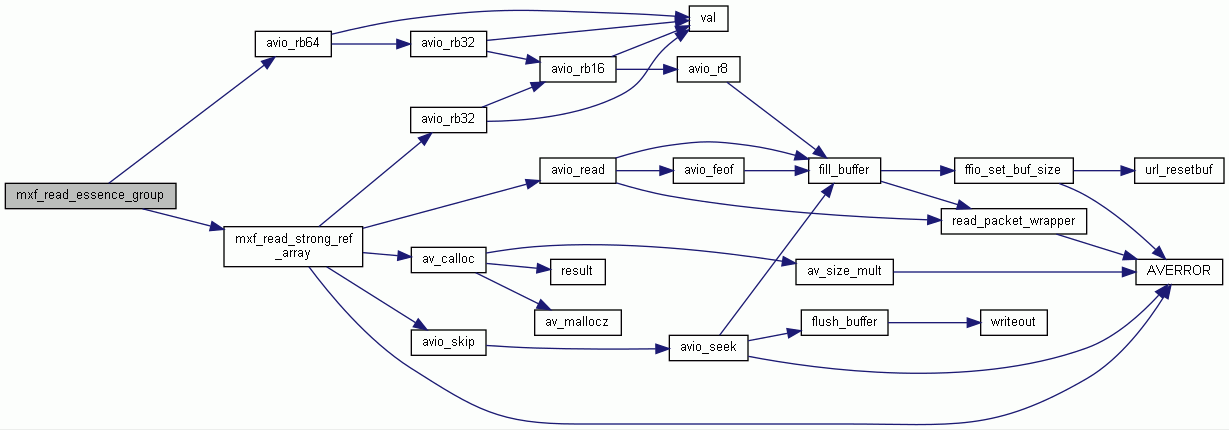 val
avio_rb64
avio_rb32
avio_rb16
avio_r8
avio_rb32
avio_read
avio_feof
fill_buffer
ffio_set_buf_size
url_resetbuf
mxf_read_essence_group
read_packet_wrapper
mxf_read_strong_ref
_array
av_calloc
result
av_size_mult
AVERROR
av_mallocz
flush_buffer
writeout
avio_skip
avio_seek